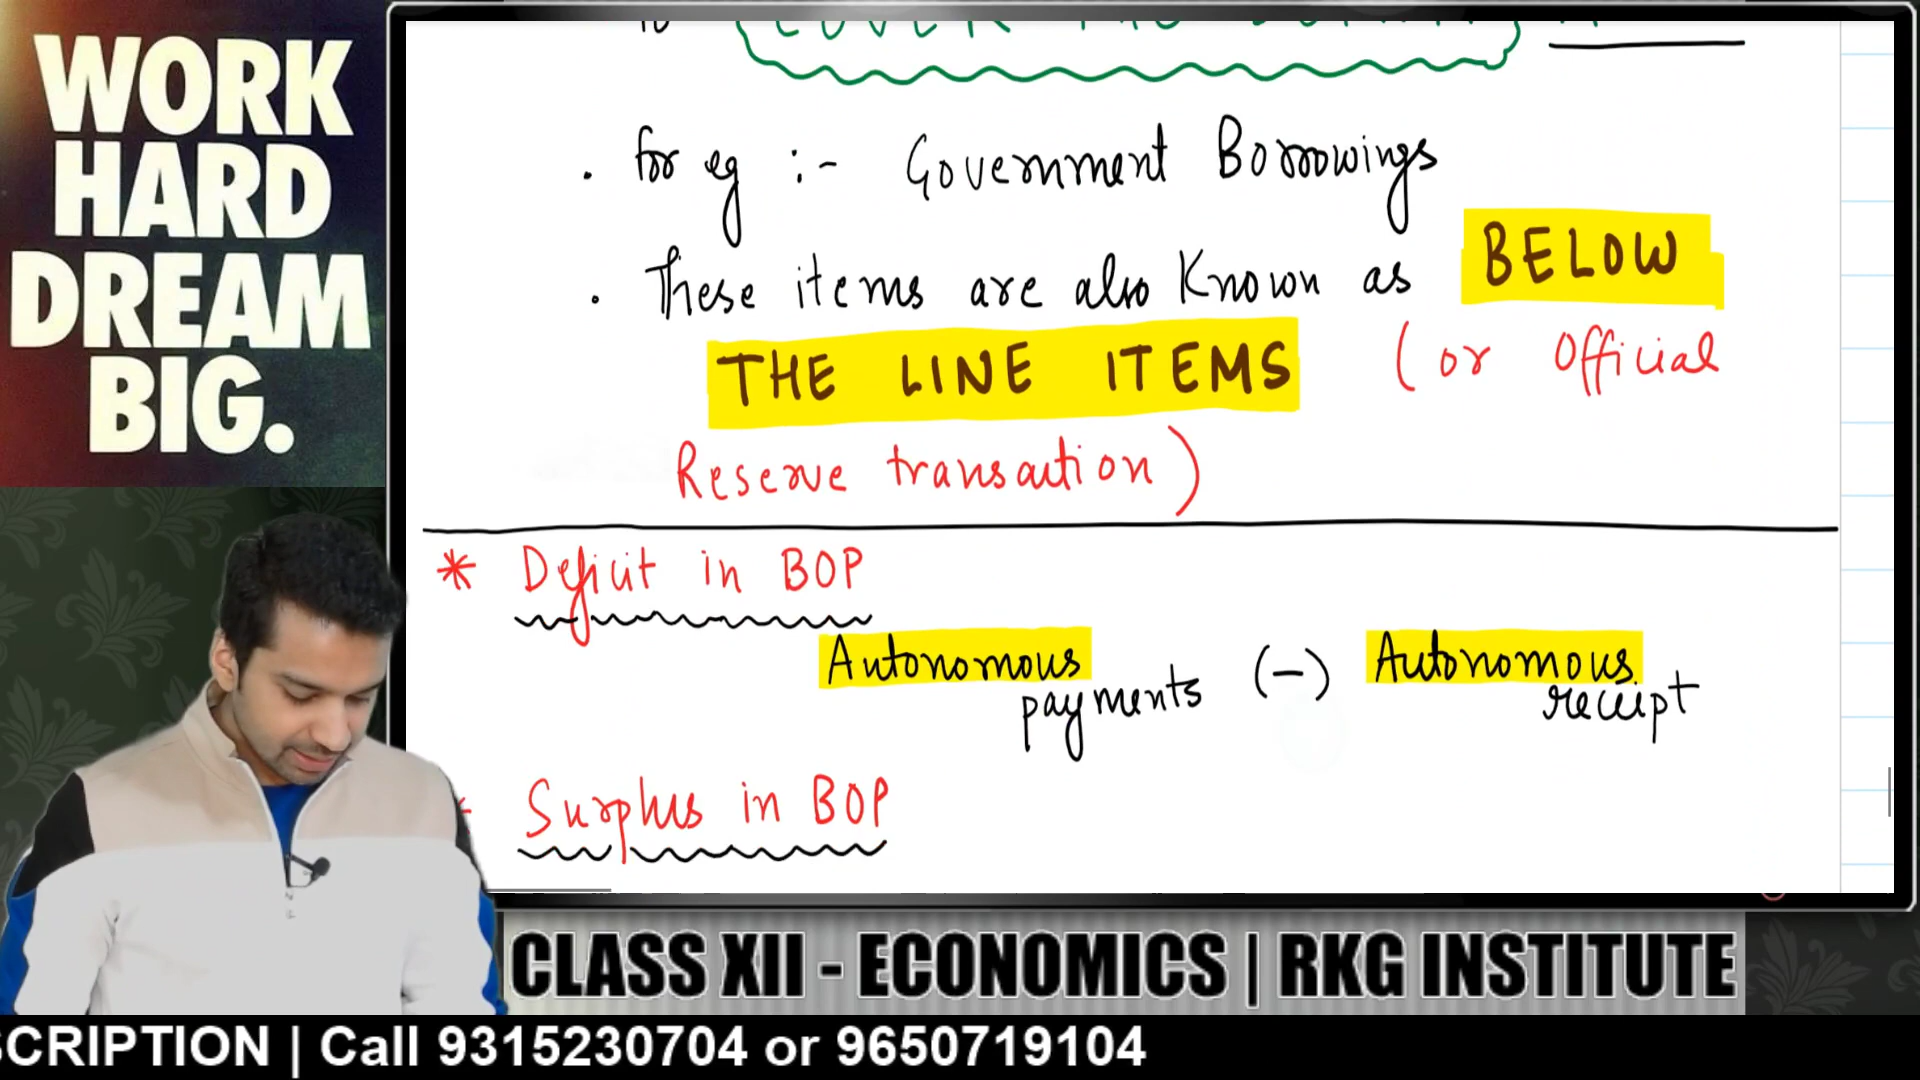 WORK
HARD
DREAM
BIG.
to
for eg :- Government Borrowings
These items are also known as BELOW
THE LINE ITEMS (or Official
Reserve transaction)
* Deficit in BOP
Autonomous payments (-) Autonomous receipt
* Surplus in BOP
CLASS XII - ECONOMICS | RKG INSTITUTE
SCRIPTION | Call 9315230704 or 9650719104